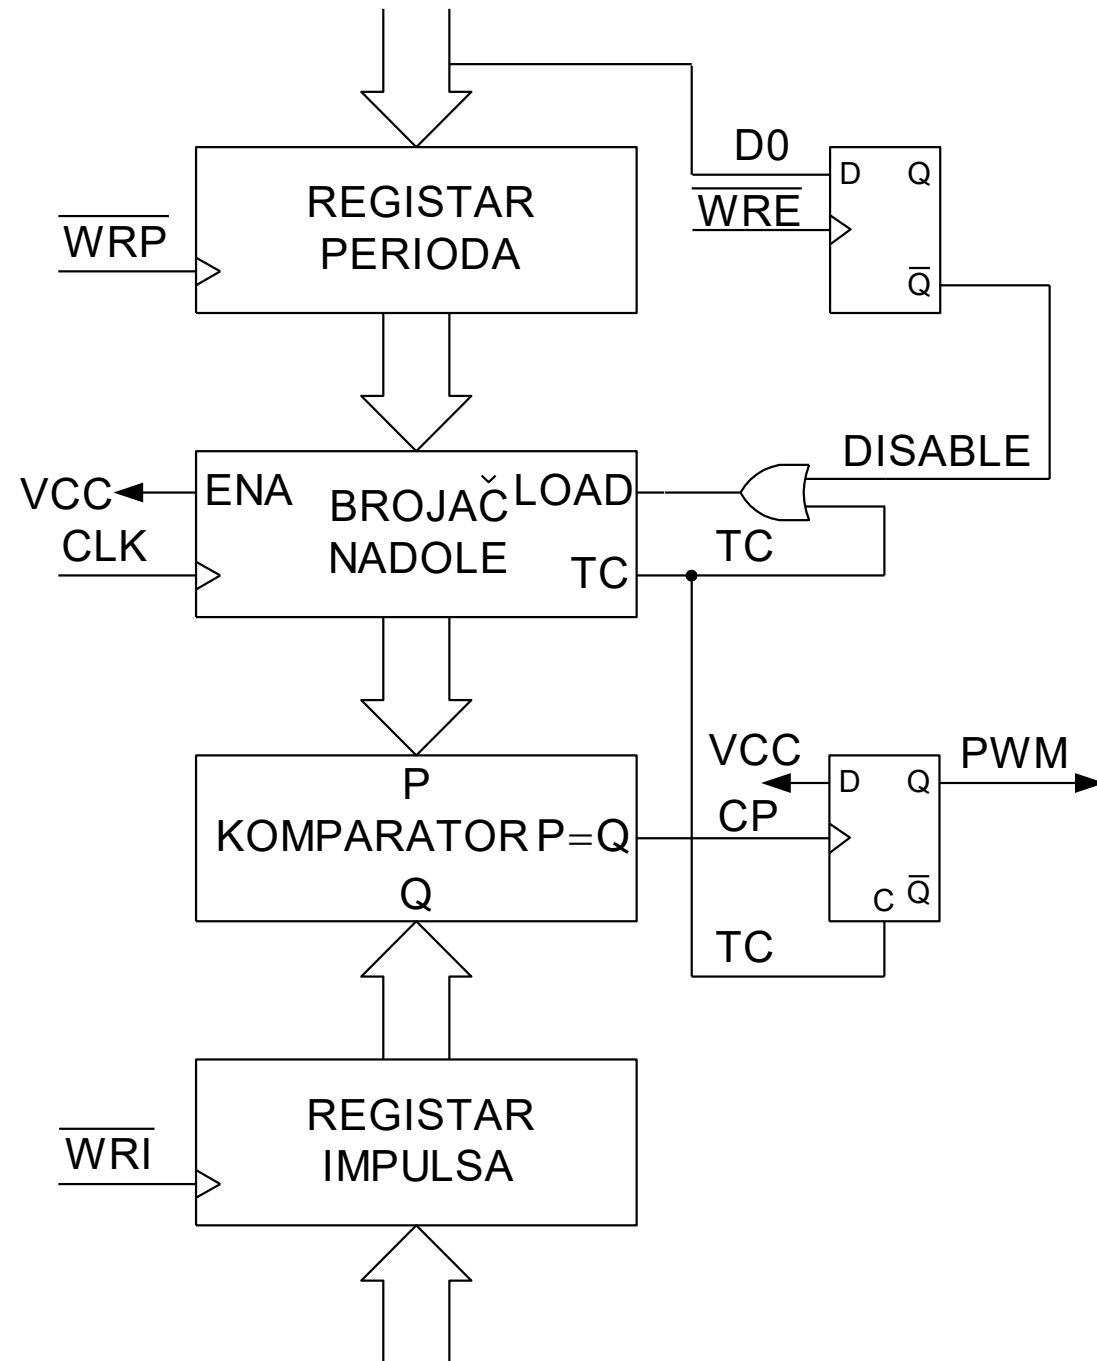 D0
D Q
WRE
Q
REGISTAR
PERIODA
WRP
DISABLE
VCC
ENA
BROJAČ
NADOLE
LOAD
CLK
TC
TC
P
KOMPARATOR P=Q
Q
VCC
D Q
PWM
CP
C Q
TC
REGISTAR
IMPULSA
WRI